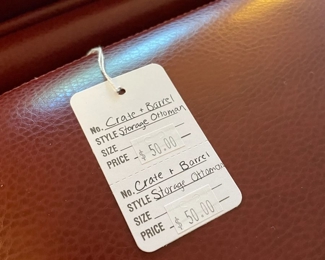 No. Crate + Barrel
STYLE Storage Ottoman
SIZE
PRICE -$ 50.00
No. Crate + Barrel
STYLE Storage Ottoman
SIZE
PRICE -$ 50.00